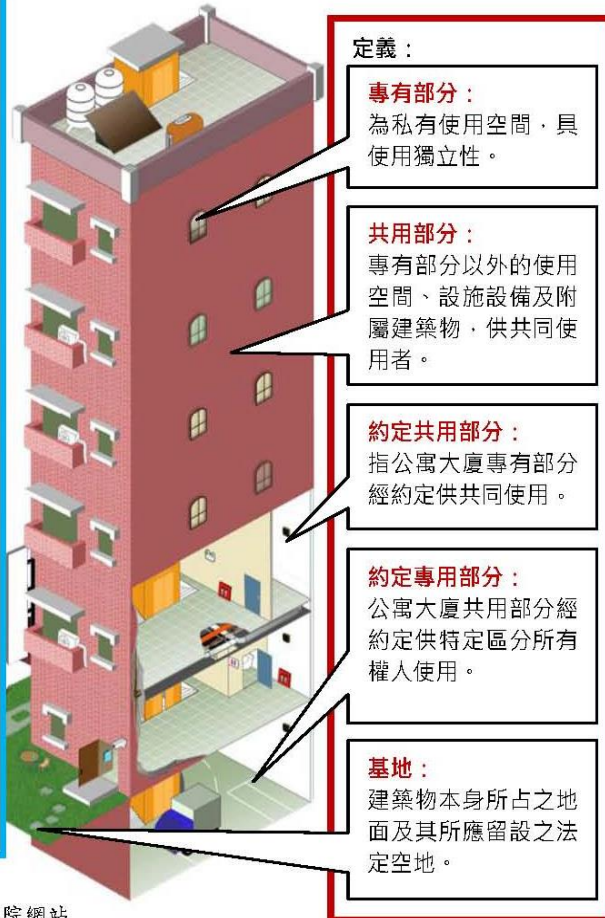 定義：
專有部分：
為私有使用空間，具
使用獨立性。
共用部分：
專有部分以外的使用
空間、設施設備及附
屬建築物，供共同使
用者。
約定共用部分：
指公寓大廈專有部分
經約定供共同使用。
約定專用部分：
公寓大廈共用部分經
約定供特定區分所有
權人使用。
基地：
建築物本身所占之地
面及其所應留設之法
定空地。
院網站